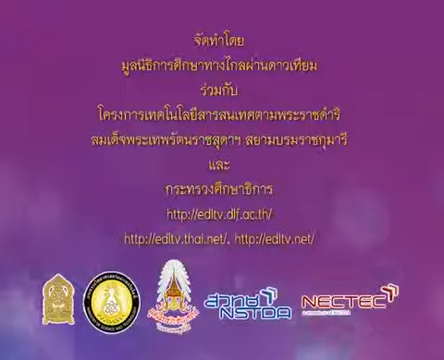 จัดทำโดย
มูลนิธิการศึกษาทางไกลผ่านดาวเทียม
ร่วมกับ
โครงการเทคโนโลยีสารสนเทศตามพระราชดำริ
สมเด็จพระเทพรัตนราชสุดาฯ สยามบรมราชกุมารี
และ
กระทรวงศึกษาธิการ
http://edltv.dlf.ac.th/
http://edltv.thai.net/, http://edltv.net/
สวทช NECTEC
NSTDA